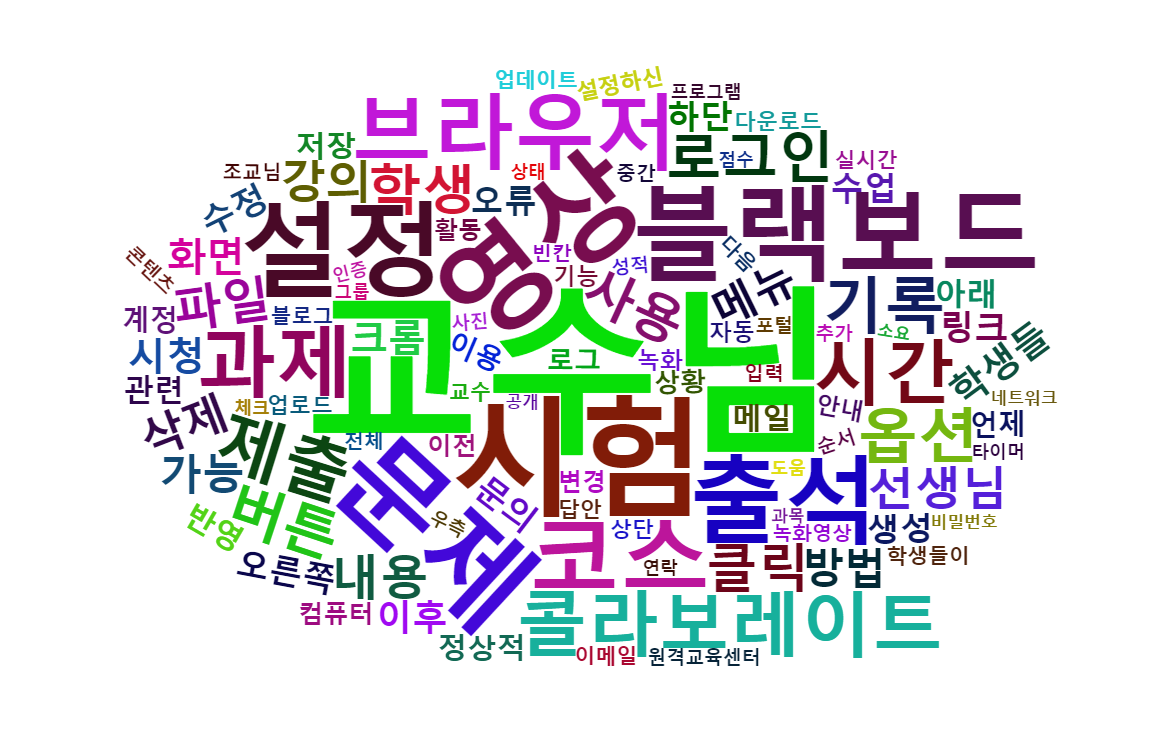 업데이트
설정하신
프로그램
브라우저
하단
다운로드
저장
로그인
점수
실시간
조교님
강의
학생
상태
오류
중간
수업
수정
설정
활동
영상
블랙보드
화면
빈칸
다음
콘텐츠
인증
기능
성적
파일
그룹
사용
메뉴
기록
아래
계정
블로그
교수님
사진
자동
포털
추가
소요
링크
시청
과제
크롬
이용
로그
녹화
상황
입력
시간
학생들
관련
체크
업로드
교수
공개
메일
안내
네트워크
삭제
제출
전체
이전
시험
순서
옵션
언제
타이머
가능
문제
문의
변경
출석
도움
선생님
반영
버튼
우측
답안
상단
과목
녹화영상
생성
비밀번호
오른쪽
내용
코스
연락
클릭
방법
학생들이
컴퓨터
이후
콜라보레이트
정상적
이메일
원격교육센터